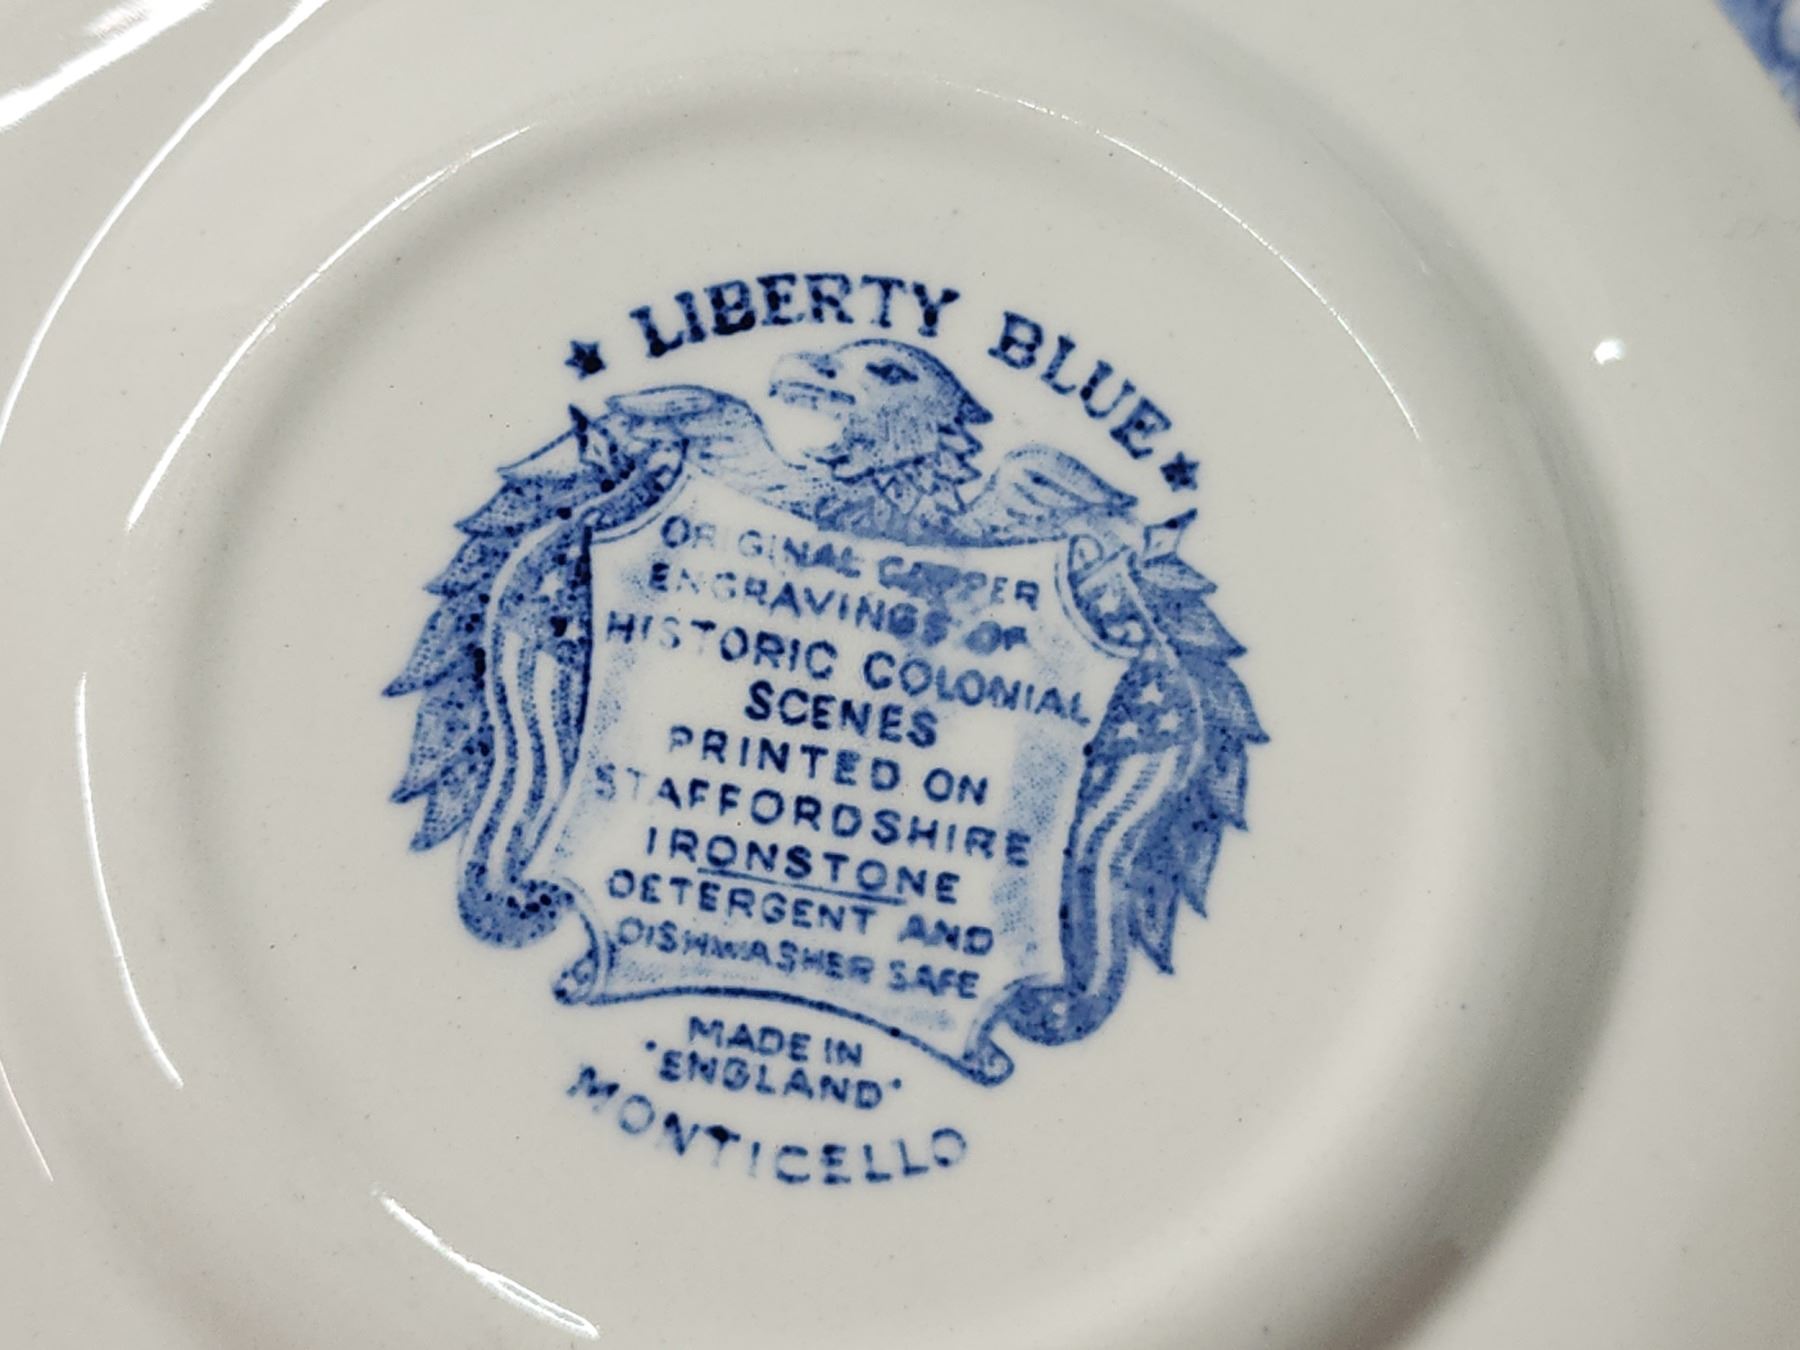 ★ LIBERTY BLUE ★
ORIGINAL COPPER
ENGRAVINGS OF
HISTORIC COLONIAL
SCENES
PRINTED ON
STAFFORDSHIRE
IRONSTONE
DETERGENT AND
DISHWASHER SAFE
MADE IN
•ENGLAND•
MONTICELLO